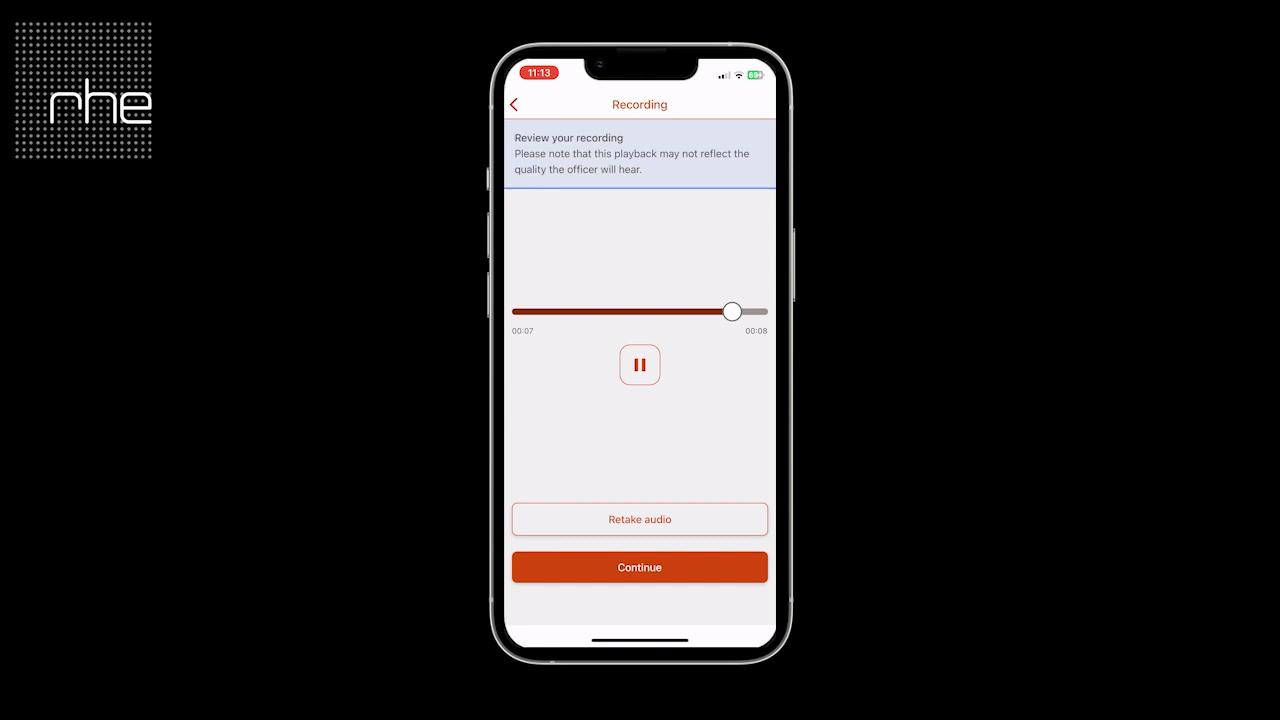 rhe
11:13
69
Recording
Review your recording
Please note that this playback may not reflect the
quality the officer will hear.
00:07
00:08
Retake audio
Continue